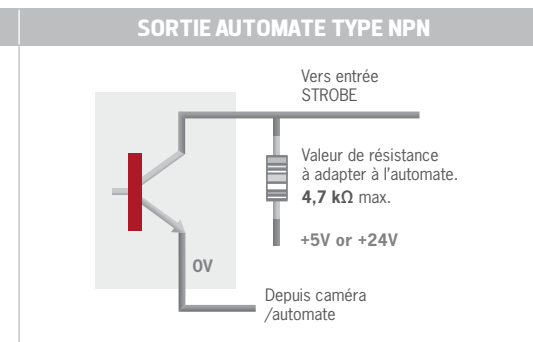 SORTIE AUTOMATE TYPE NPN
Vers entrée
STROBE
Valeur de résistance
à adapter à l'automate.
4,7 kΩ max.
+5V or +24V
0V
Depuis caméra
/automate